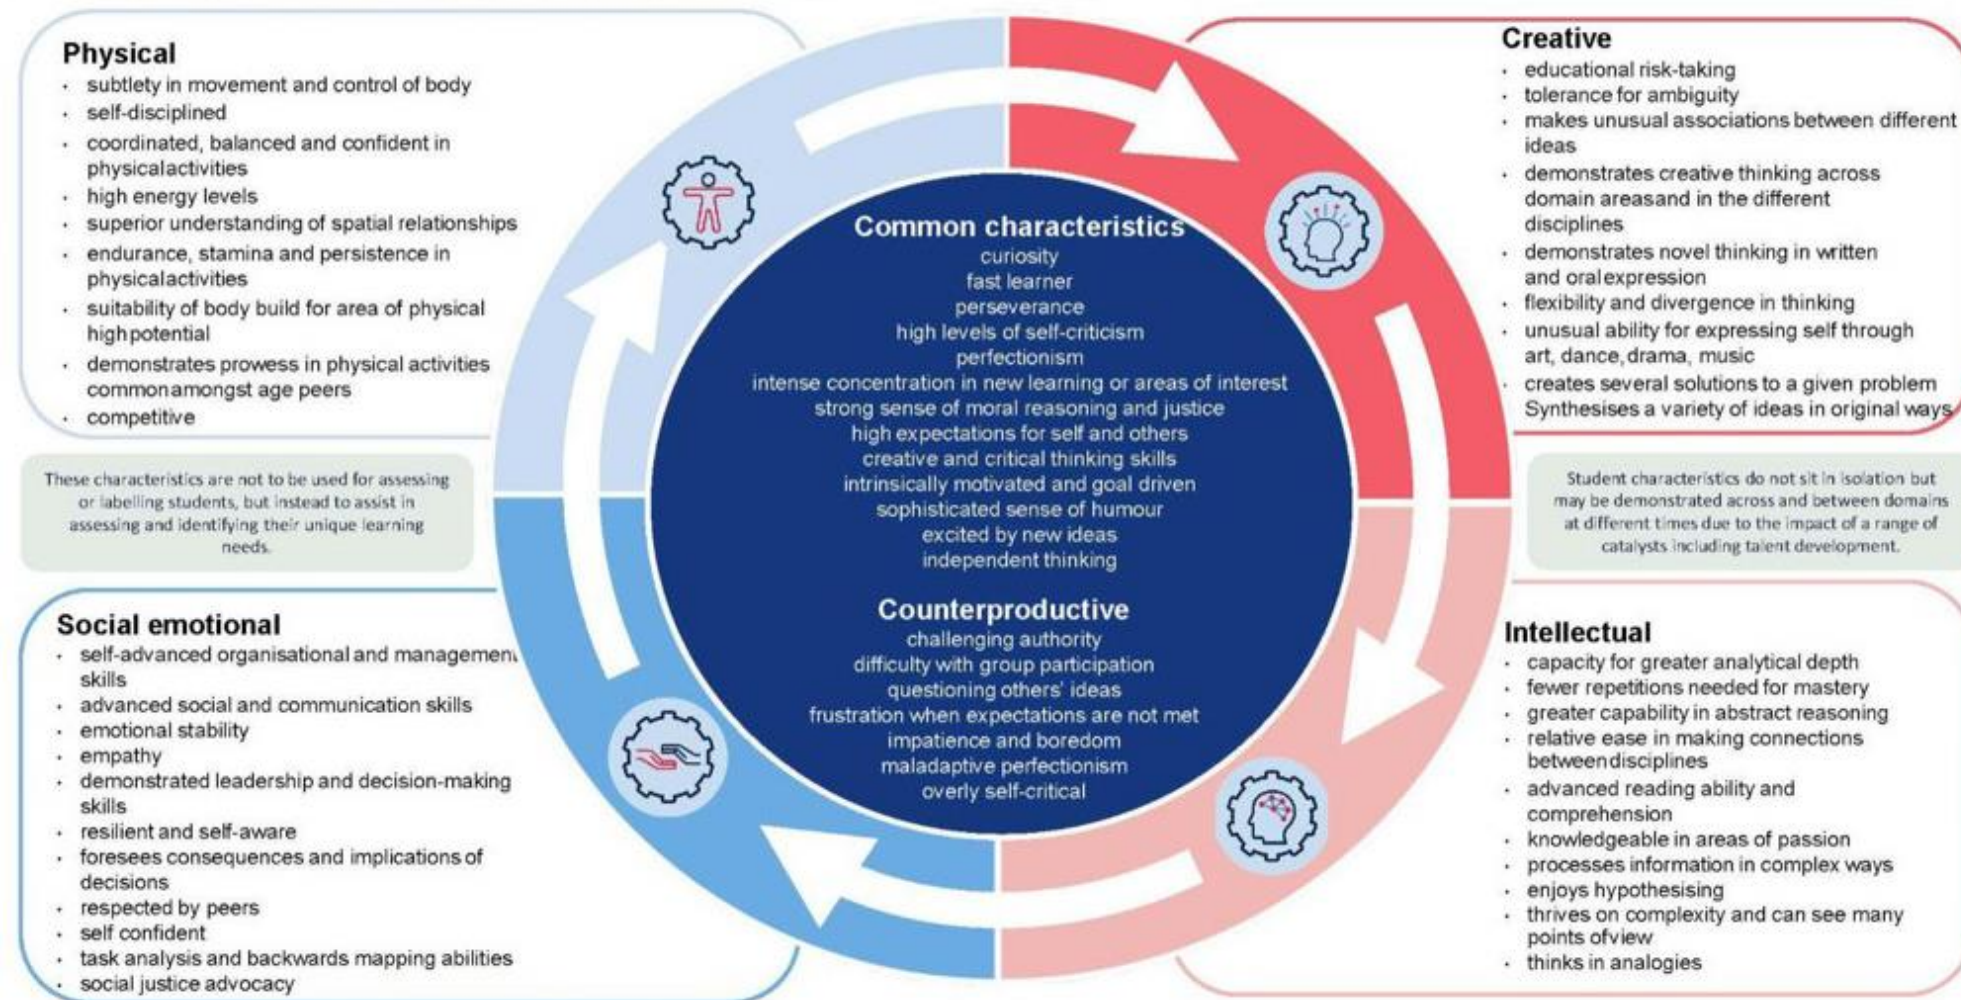 Physical
· subtlety in movement and control of body
· self-disciplined
· coordinated, balanced and confident in
physicalactivities
· high energy levels
· superior understanding of spatial relationships
· endurance, stamina and persistence in
physicalactivities
· suitability of body build for area of physical
highpotential
· demonstrates prowess in physical activities
commonamongst age peers
· competitive
These characteristics are not to be used for assessing
or labelling students, but instead to assist in
assessing and identifying their unique learning
needs.
Social emotional
· self-advanced organisational and management
skills
· advanced social and communication skills
· emotional stability
· empathy
· demonstrated leadership and decision-making
skills
· resilient and self-aware
· foresees consequences and implications of
decisions
· respected by peers
· self confident
· task analysis and backwards mapping abilities
· social justice advocacy
Common characteristics
curiosity
fast learner
perseverance
high levels of self-criticism
perfectionism
intense concentration in new learning or areas of interest
strong sense of moral reasoning and justice
high expectations for self and others
creative and critical thinking skills
intrinsically motivated and goal driven
sophisticated sense of humour
excited by new ideas
independent thinking
Counterproductive
challenging authority
difficulty with group participation
questioning others' ideas
frustration when expectations are not met
impatience and boredom
maladaptive perfectionism
overly self-critical
Creative
· educational risk-taking
· tolerance for ambiguity
· makes unusual associations between different
ideas
· demonstrates creative thinking across
domain areasand in the different
disciplines
· demonstrates novel thinking in written
and oralexpression
· flexibility and divergence in thinking
· unusual ability for expressing self through
art, dance, drama, music
· creates several solutions to a given problem
Synthesises a variety of ideas in original ways
Student characteristics do not sit in isolation but
may be demonstrated across and between domains
at different times due to the impact of a range of
catalysts including talent development.
Intellectual
· capacity for greater analytical depth
· fewer repetitions needed for mastery
· greater capability in abstract reasoning
· relative ease in making connections
betweendisciplines
· advanced reading ability and
comprehension
· knowledgeable in areas of passion
· processes information in complex ways
· enjoys hypothesising
· thrives on complexity and can see many
points ofview
· thinks in analogies